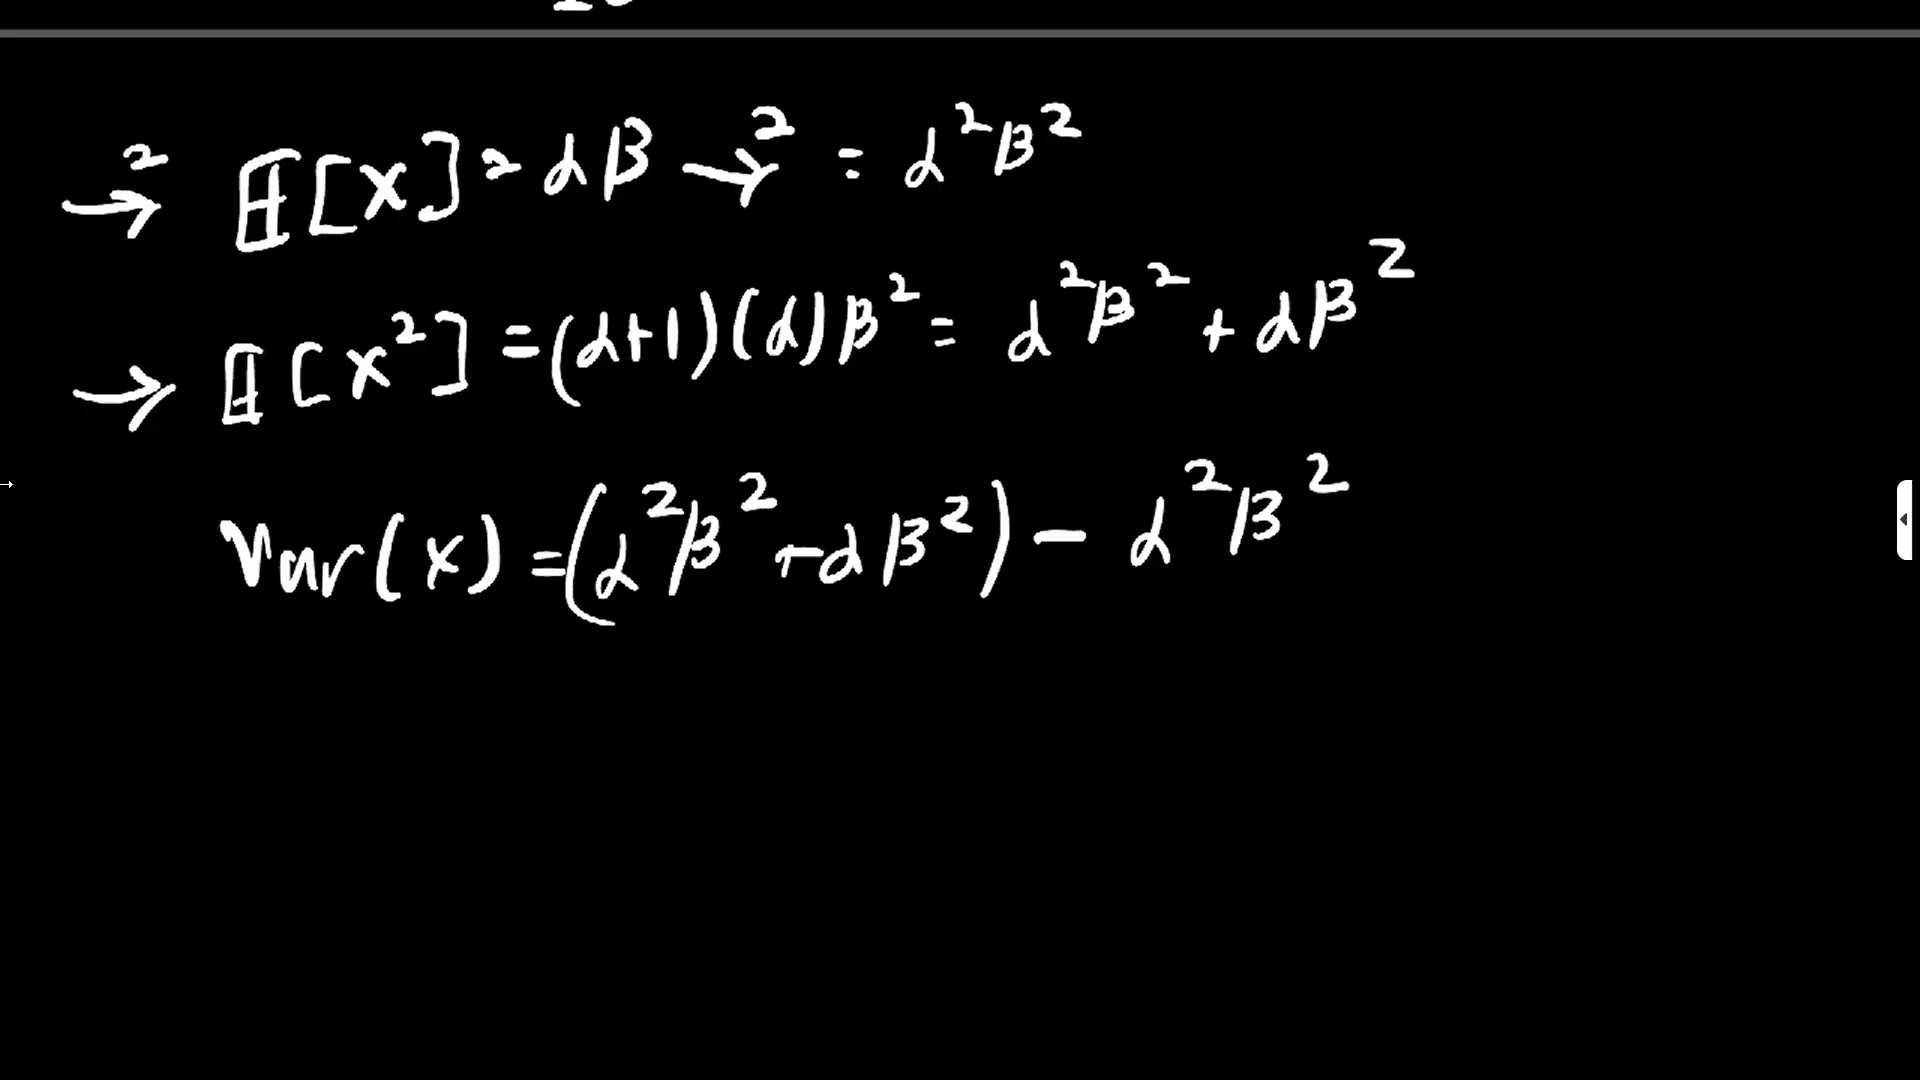 →² 𝔼[X] = αβ →² = α²β²
→ 𝔼[X²] = (α+1)(α)β² = α²β² + αβ²
Var(X) = (α²β² + αβ²) - α²β²